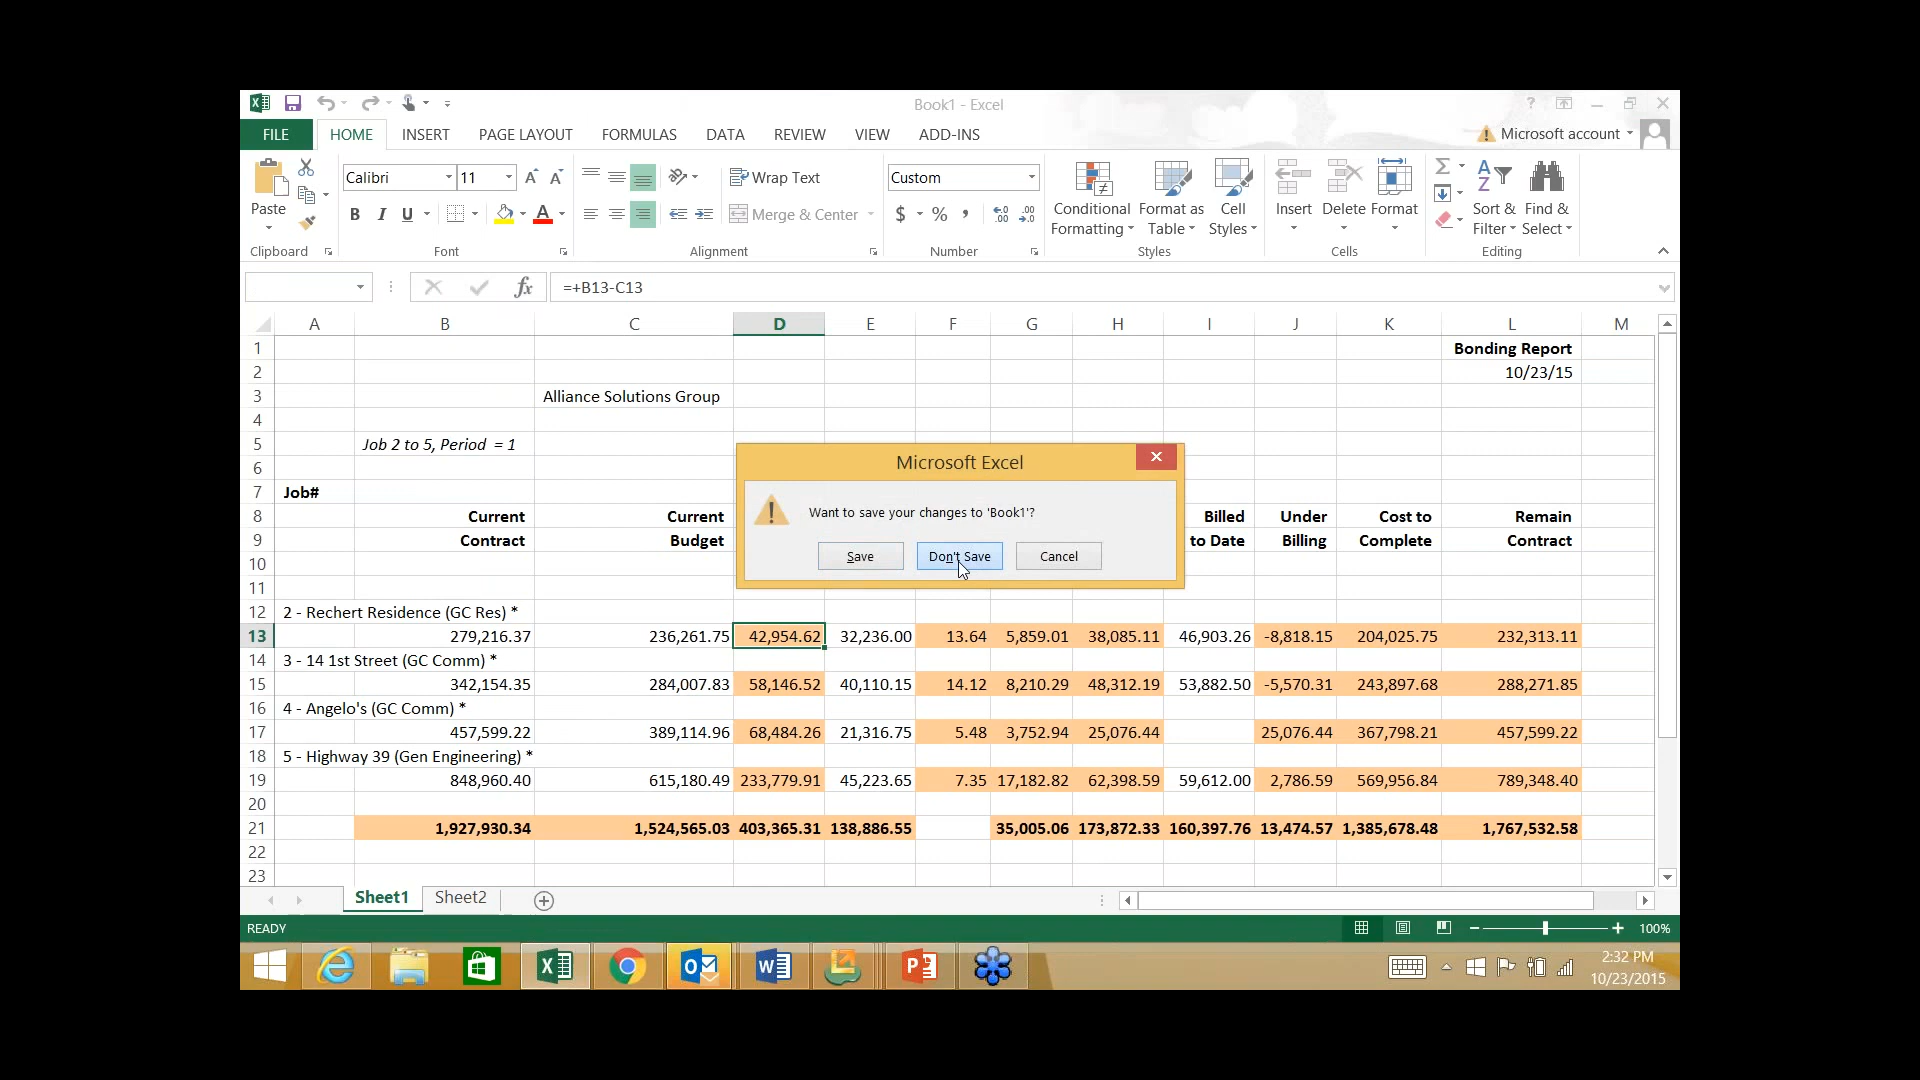 Book1 - Excel
?
FILE HOME INSERT PAGE LAYOUT FORMULAS DATA REVIEW VIEW ADD-INS Microsoft account
Calibri 11 Wrap Text Custom
Paste B I U Merge & Center $ % , Conditional Formatting Format as Table Cell Styles Insert Delete Format Sort & Filter Find & Select
Clipboard Font Alignment Number Styles Cells Editing
fx =+B13-C13
A B C D E F G H I J K L M
1 Bonding Report
2 10/23/15
3 Alliance Solutions Group
4
5 Job 2 to 5, Period = 1
6
7 Job#
8 Current Current Billed Under Cost to Remain
9 Contract Budget to Date Billing Complete Contract
10
11
12 2 - Rechert Residence (GC Res) *
13 279,216.37 236,261.75 42,954.62 32,236.00 13.64 5,859.01 38,085.11 46,903.26 -8,818.15 204,025.75 232,313.11
14 3 - 14 1st Street (GC Comm) *
15 342,154.35 284,007.83 58,146.52 40,110.15 14.12 8,210.29 48,312.19 53,882.50 -5,570.31 243,897.68 288,271.85
16 4 - Angelo's (GC Comm) *
17 457,599.22 389,114.96 68,484.26 21,316.75 5.48 3,752.94 25,076.44 25,076.44 367,798.21 457,599.22
18 5 - Highway 39 (Gen Engineering) *
19 848,960.40 615,180.49 233,779.91 45,223.65 7.35 17,182.82 62,398.59 59,612.00 2,786.59 569,956.84 789,348.40
20
21 1,927,930.34 1,524,565.03 403,365.31 138,886.55 35,005.06 173,872.33 160,397.76 13,474.57 1,385,678.48 1,767,532.58
22
23
Microsoft Excel
Want to save your changes to 'Book1'?
Save Don't Save Cancel
Sheet1 Sheet2
READY 100%
2:32 PM
10/23/2015